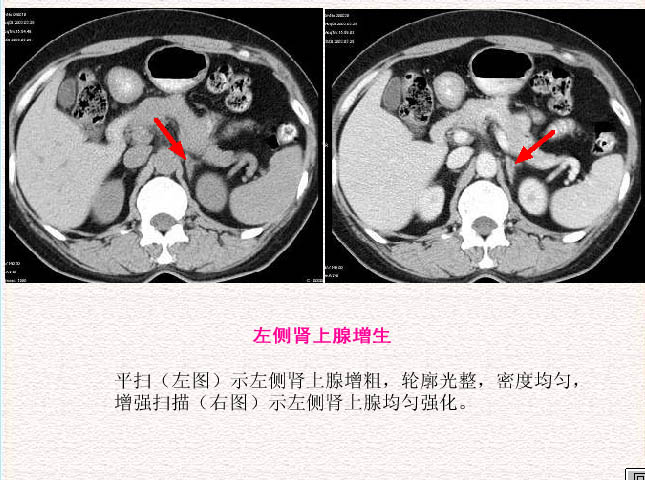 左侧肾上腺增生
平扫（左图）示左侧肾上腺增粗，轮廓光整，密度均匀，
增强扫描（右图）示左侧肾上腺均匀强化。